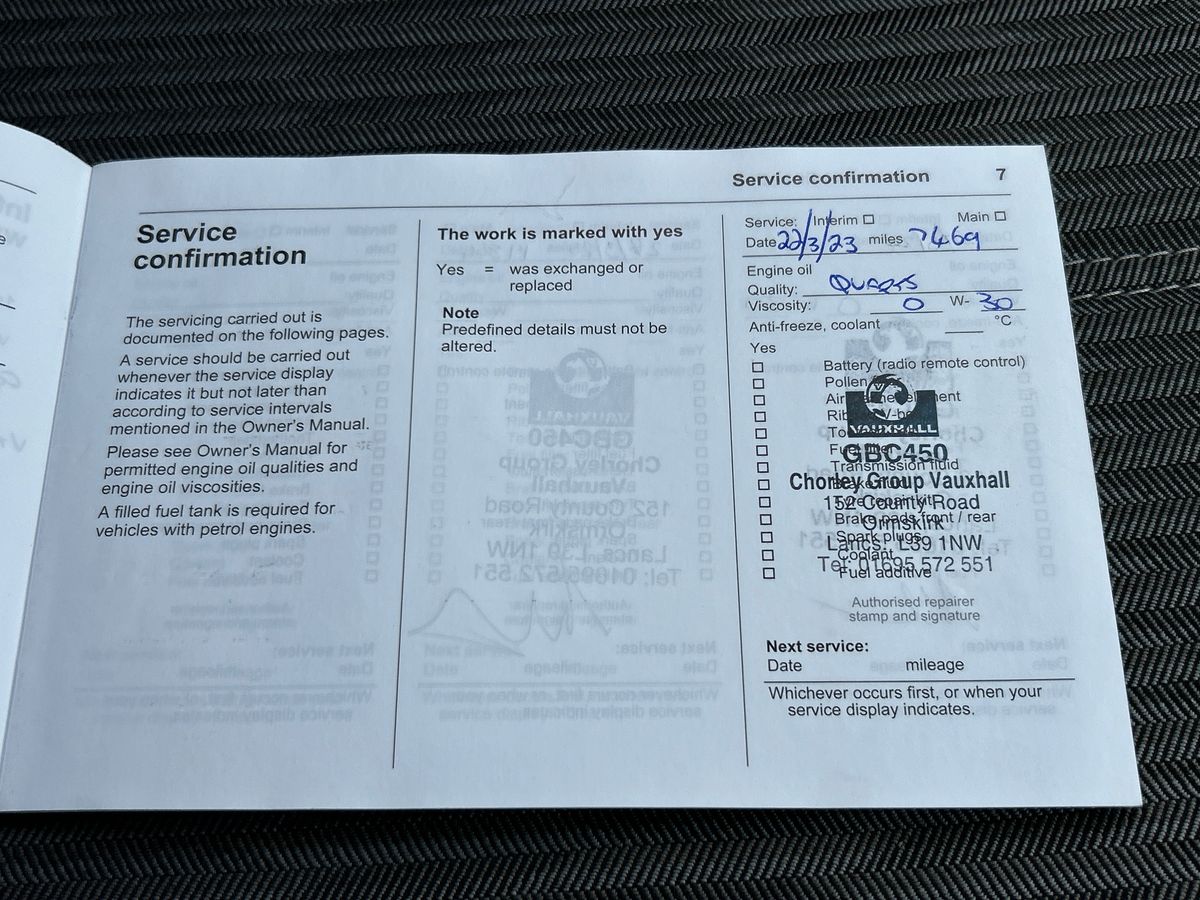 Service confirmation 7
Service
confirmation
The servicing carried out is
documented on the following pages.
A service should be carried out
whenever the service display
indicates it but not later than
according to service intervals
mentioned in the Owner's Manual.
Please see Owner's Manual for
permitted engine oil qualities and
engine oil viscosities.
A filled fuel tank is required for
vehicles with petrol engines.
The work is marked with yes
Yes = was exchanged or
replaced
Note
Predefined details must not be
altered.
Service: Interim Main
Date 22/3/23 miles 7469
Engine oil
Quality: Quartz
Viscosity: 0 W- 30
Anti-freeze, coolant °C
Yes
Battery (radio remote control)
Pollen
Air
VAUXHALL
GBC450
Transmission fluid
Chorley Group Vauxhall
152 County Road
Brake pads front / rear
Ormskirk
Spark plugs
Lancs. L39 1NW
Coolant
Tel: 01695 572 551
Fuel additive
Authorised repairer
stamp and signature
Next service:
Date mileage
Whichever occurs first, or when your
service display indicates.